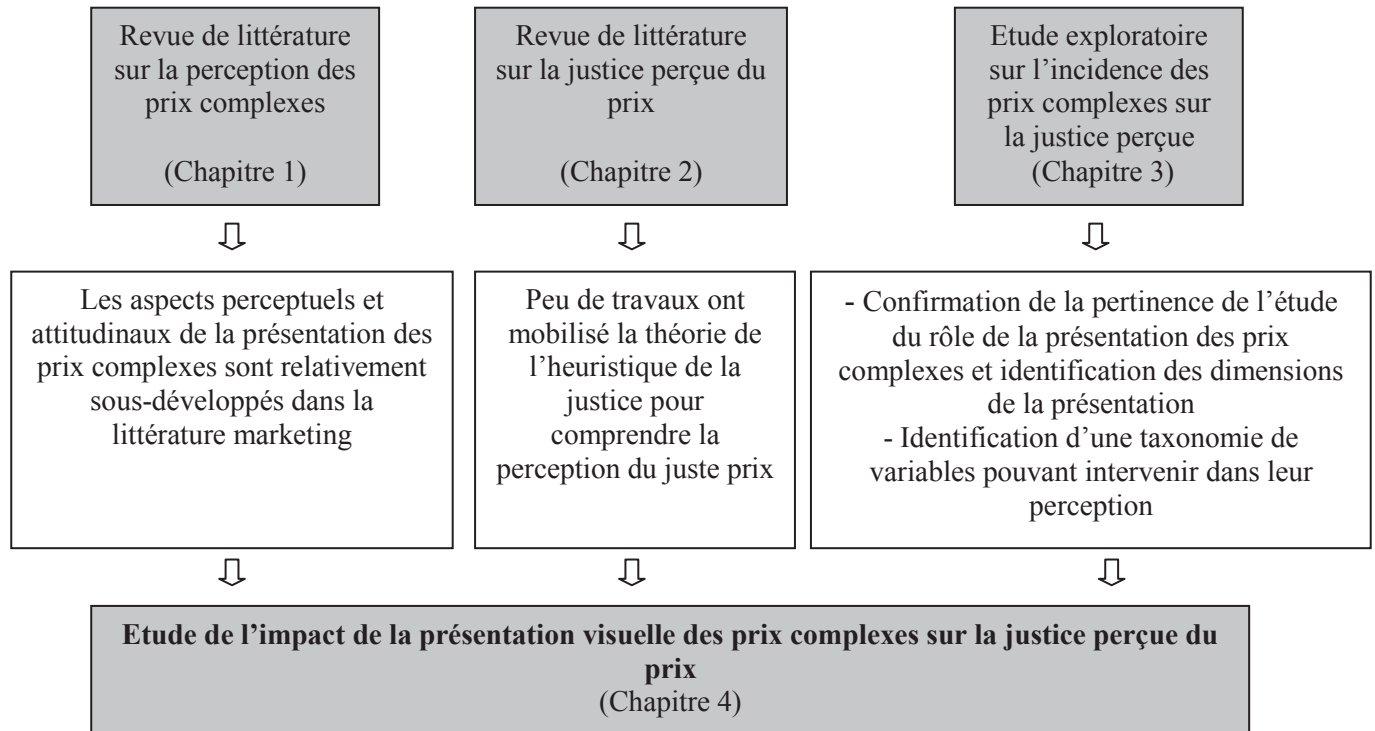 Revue de littérature
sur la perception des
prix complexes
(Chapitre 1)
Revue de littérature
sur la justice perçue du
prix
(Chapitre 2)
Etude exploratoire
sur l’incidence des
prix complexes sur
la justice perçue
(Chapitre 3)
Les aspects perceptuels et
attitudinaux de la présentation des
prix complexes sont relativement
sous-développés dans la
littérature marketing
Peu de travaux ont
mobilisé la théorie de
l’heuristique de la
justice pour
comprendre la
perception du juste prix
- Confirmation de la pertinence de l’étude
du rôle de la présentation des prix
complexes et identification des dimensions
de la présentation
- Identification d’une taxonomie de
variables pouvant intervenir dans leur
perception
Etude de l’impact de la présentation visuelle des prix complexes sur la justice perçue du
prix
(Chapitre 4)